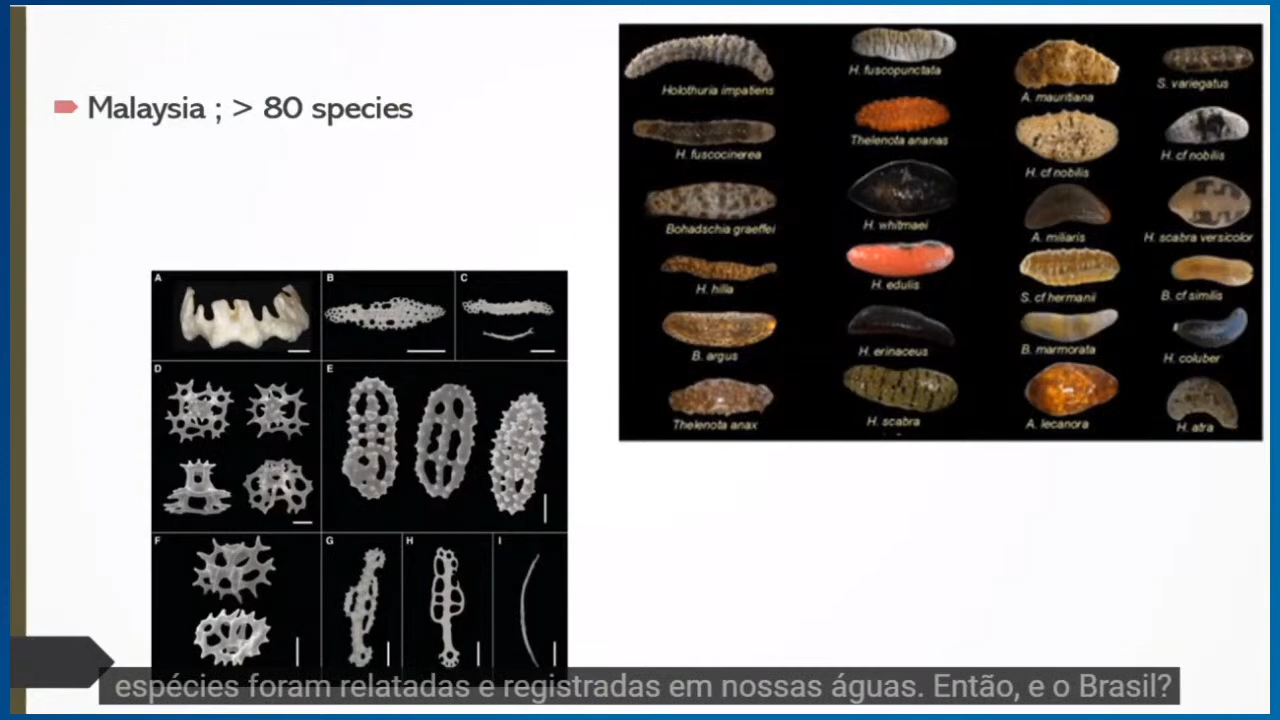 Malaysia ; > 80 species
Holothuria impatiens
H. fuscopunctata
A. mauritiana
S. variegatus
H. fuscocinerea
Thelenota ananas
H. cf nobilis
H. cf nobilis
Bohadschia graeffei
H. whitmaei
A. miliaris
H. scabra versicolor
H. hilla
H. edulis
S. cf hermanii
B. cf similis
B. argus
H. erinaceus
B. marmorata
H. coluber
Thelenota anax
H. scabra
A. lecanora
H. atra
A
B
C
D
E
F
G
H
I
espécies foram relatadas e registradas em nossas águas. Então, e o Brasil?